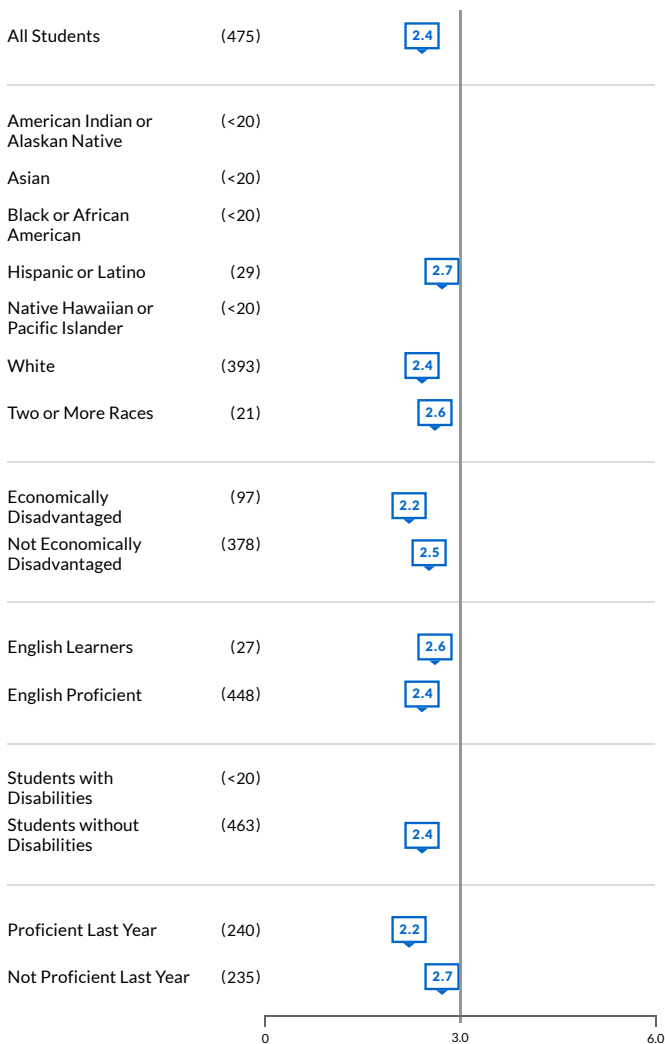 All Students (475) 2.4
American Indian or (<20)
Alaskan Native
Asian (<20)
Black or African (<20)
American
Hispanic or Latino (29) 2.7
Native Hawaiian or (<20)
Pacific Islander
White (393) 2.4
Two or More Races (21) 2.6
Economically (97) 2.2
Disadvantaged
Not Economically (378) 2.5
Disadvantaged
English Learners (27) 2.6
English Proficient (448) 2.4
Students with (<20)
Disabilities
Students without (463) 2.4
Disabilities
Proficient Last Year (240) 2.2
Not Proficient Last Year (235) 2.7
0 3.0 6.0